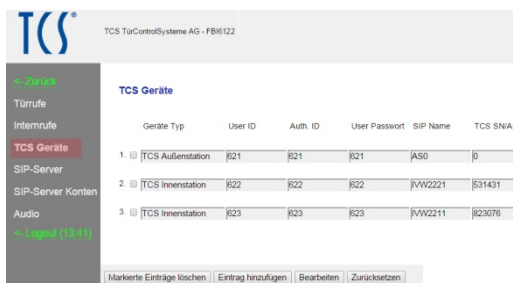 TCS
TCS TürControlSysteme AG - FBI6122
<- Zurück
Türrufe
Internrufe
TCS Geräte
SIP-Server
SIP-Server Konten
Audio
<- Logout (13:41)
TCS Geräte
Geräte Typ User ID Auth. ID User Passwort SIP Name TCS SN/A
1. TCS Außenstation 621 621 621 AS0 0
2. TCS Innenstation 622 622 622 IVW2221 531431
3. TCS Innenstation 623 623 623 IVW2211 823076
Markierte Einträge löschen Eintrag hinzufügen Bearbeiten Zurücksetzen